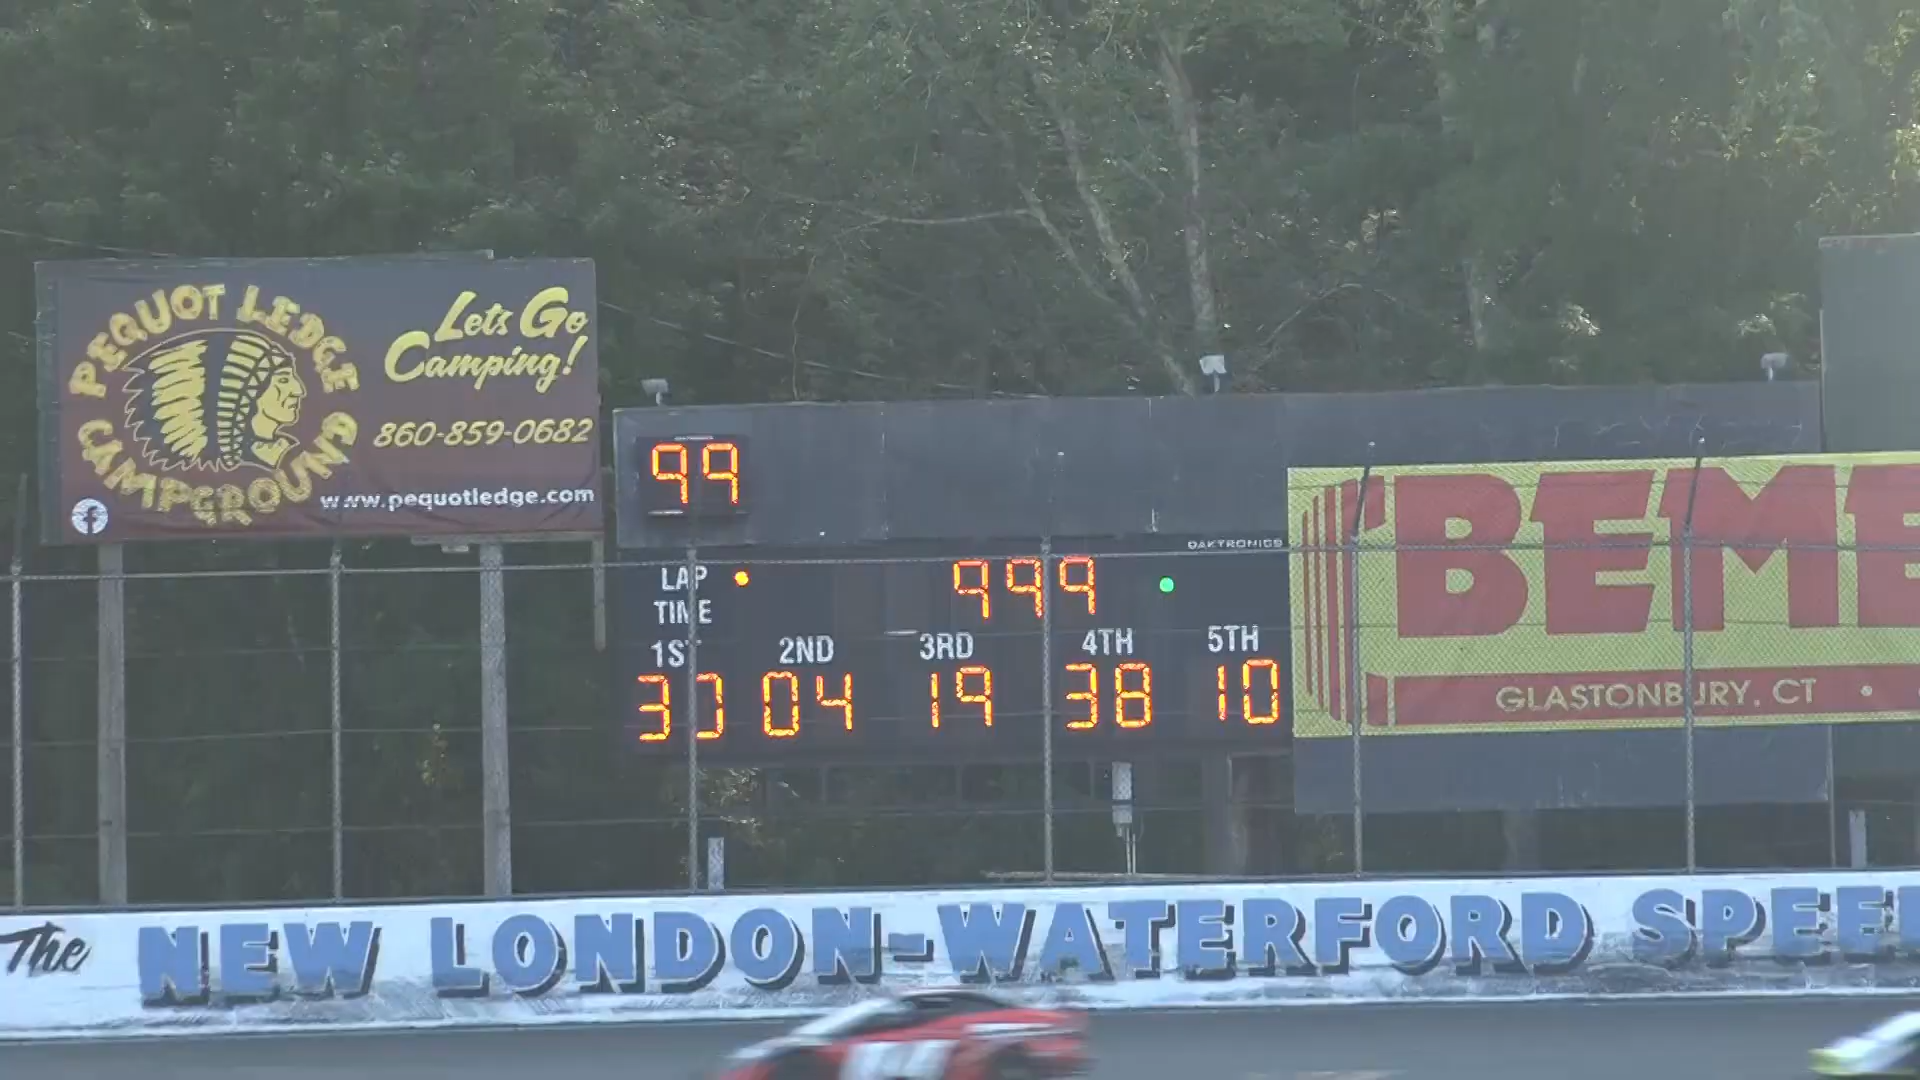 PEQUOT LEDGE
CAMPGROUND
Lets Go
Camping!
860-859-0682
www.pequotledge.com
f
99
DAKTRONICS
LAP
TIME
999
1ST 2ND 3RD 4TH 5TH
04 19 38 10
BEME
GLASTONBURY, CT •
The NEW LONDON-WATERFORD SPEE